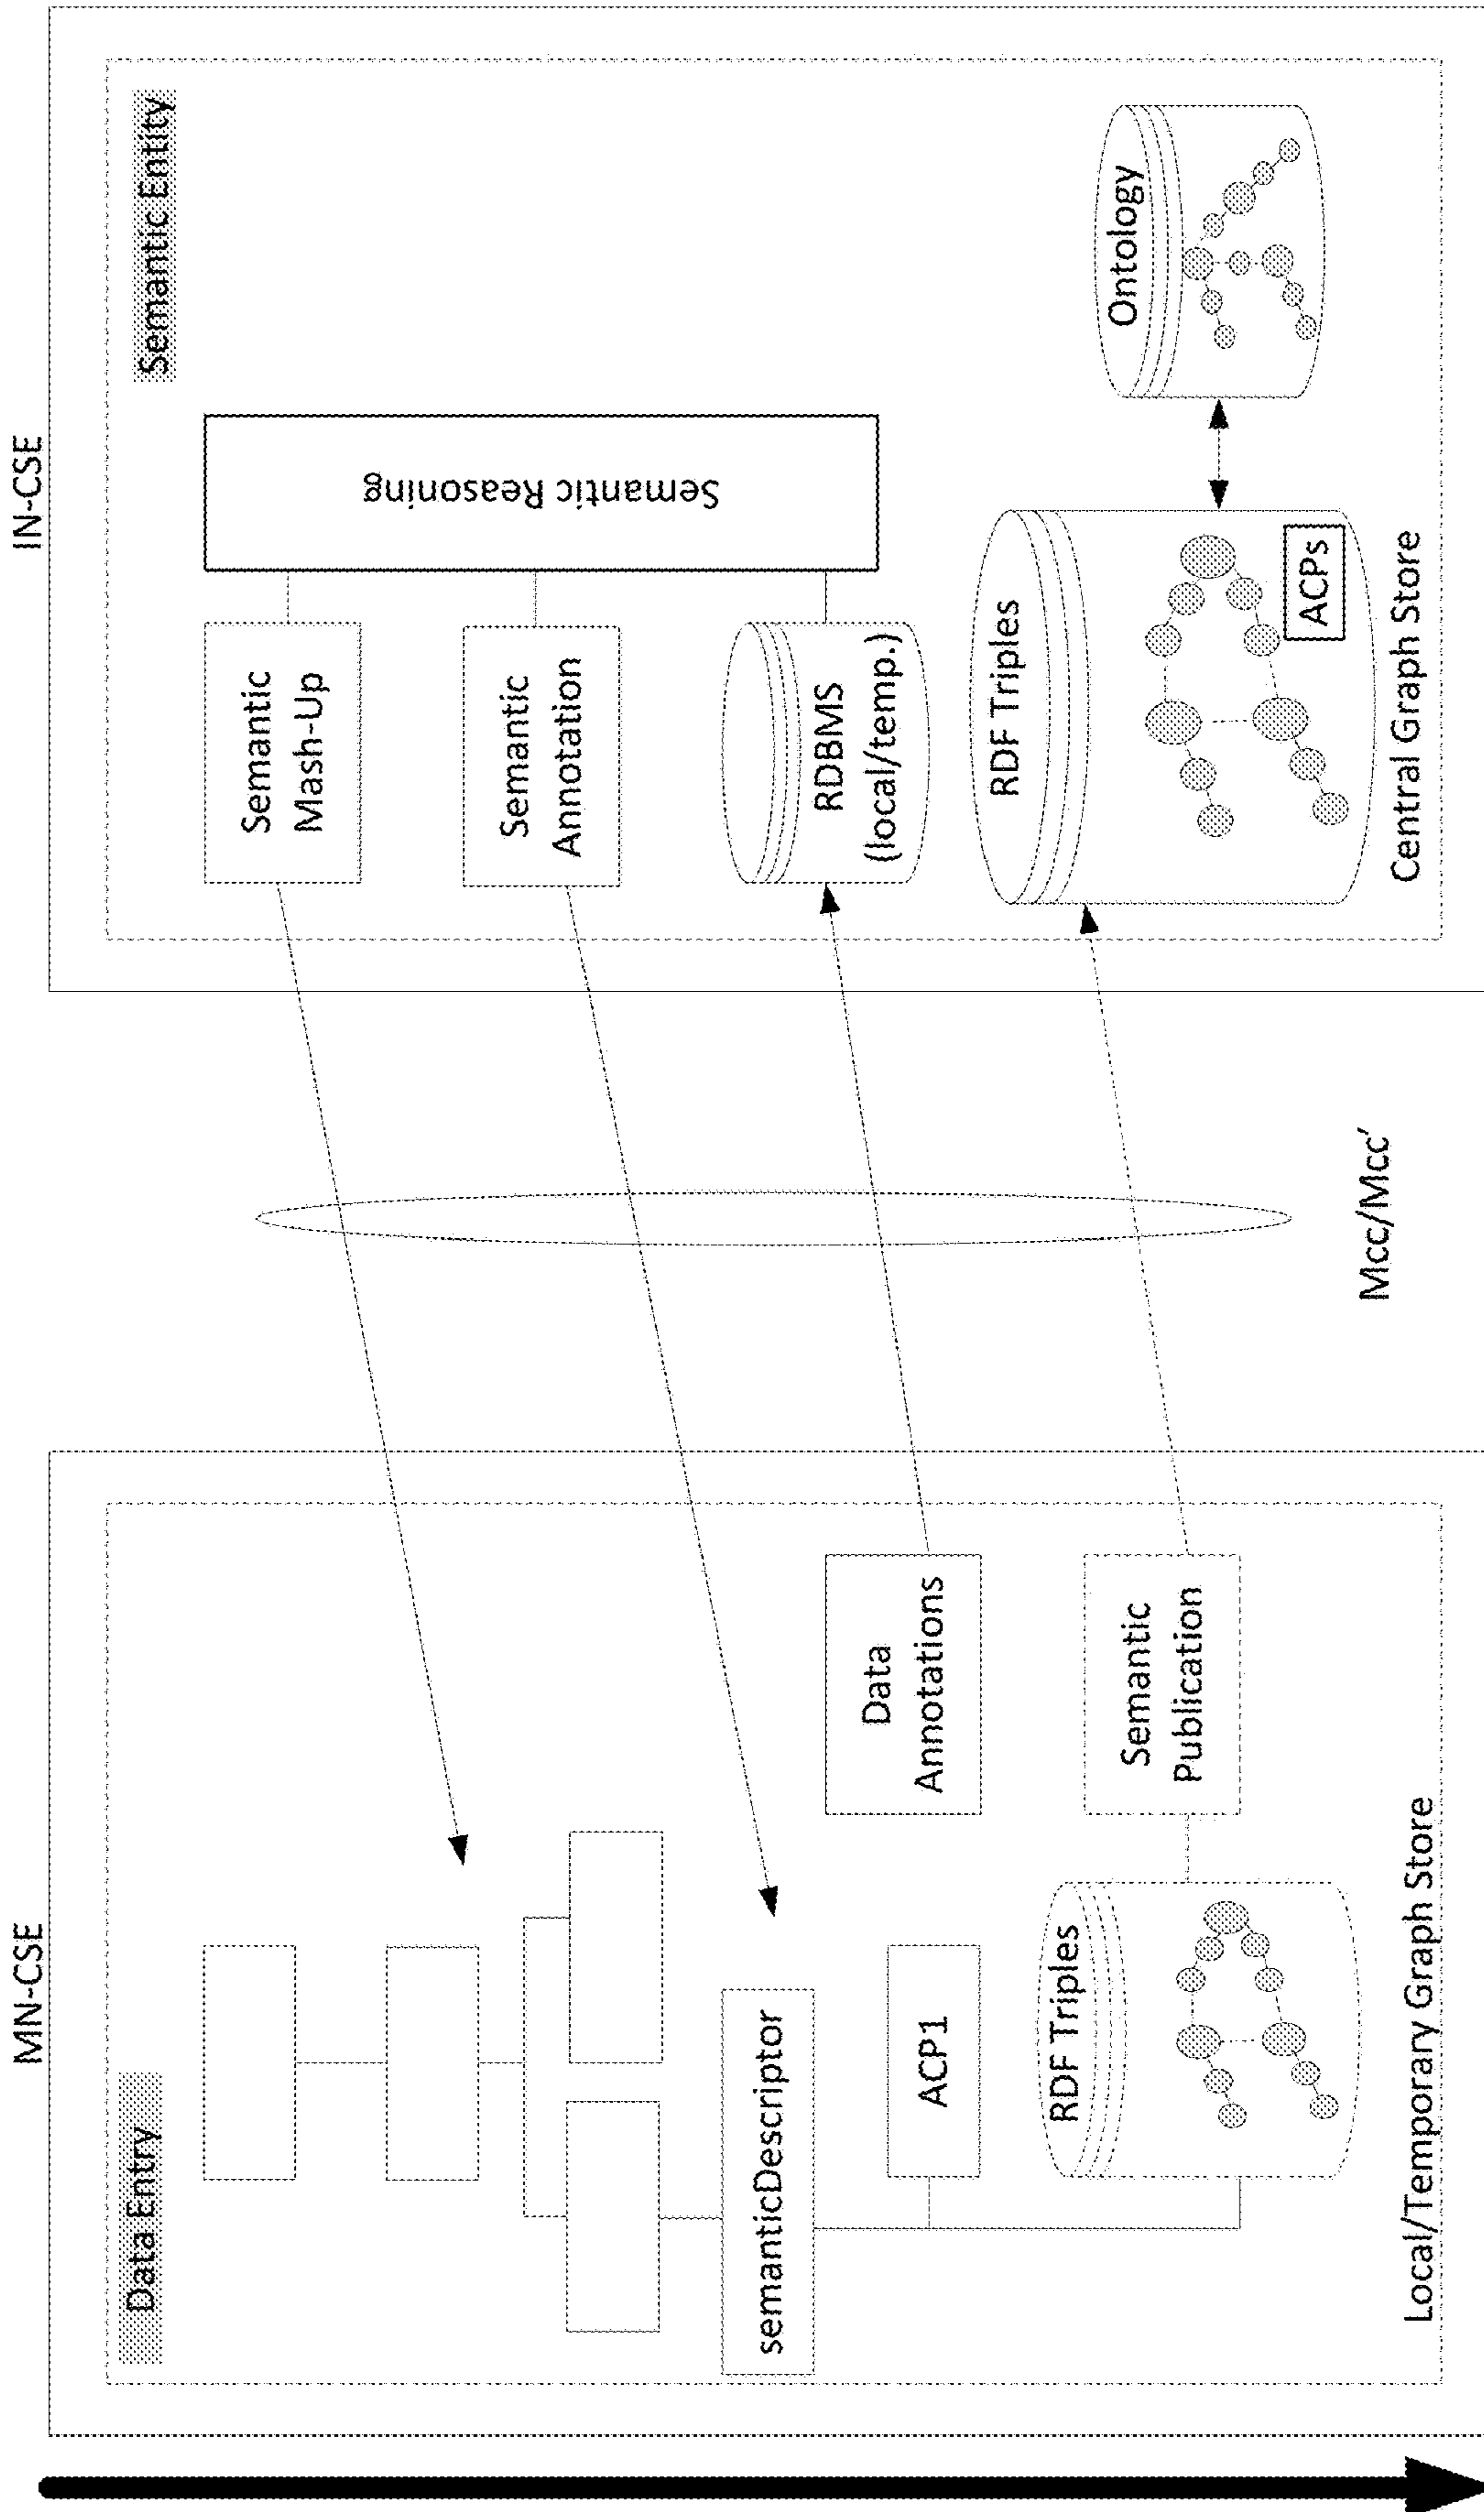 MN-CSE
Data Entry
semanticDescriptor
ACP1
RDF Triples
Data
Annotations
Semantic
Publication
Local/Temporary Graph Store
Mcc/Mcc'
IN-CSE
Semantic Entity
Semantic
Mash-Up
Semantic
Annotation
Semantic Reasoning
RDBMS
(local/temp.)
RDF Triples
ACPs
Ontology
Central Graph Store